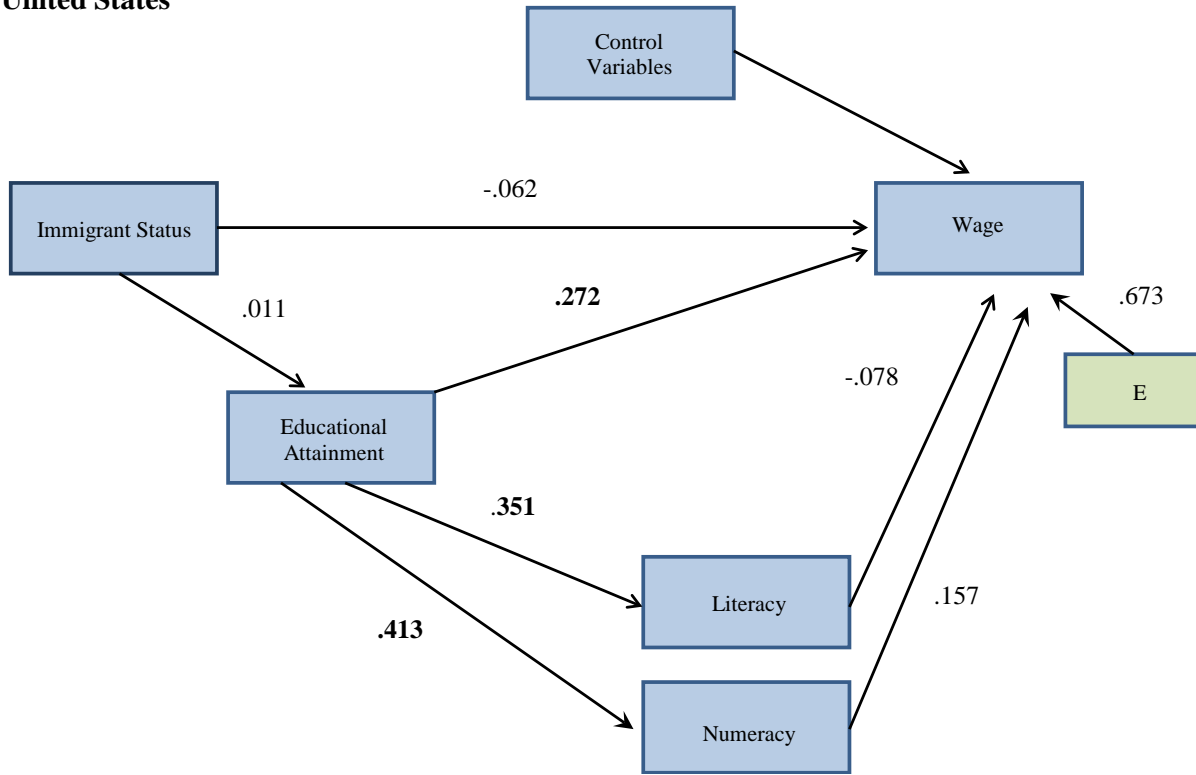 United States
Control
Variables
-.062
Immigrant Status
Wage
.011
.272
.673
-.078
E
Educational
Attainment
.351
Literacy
.157
.413
Numeracy